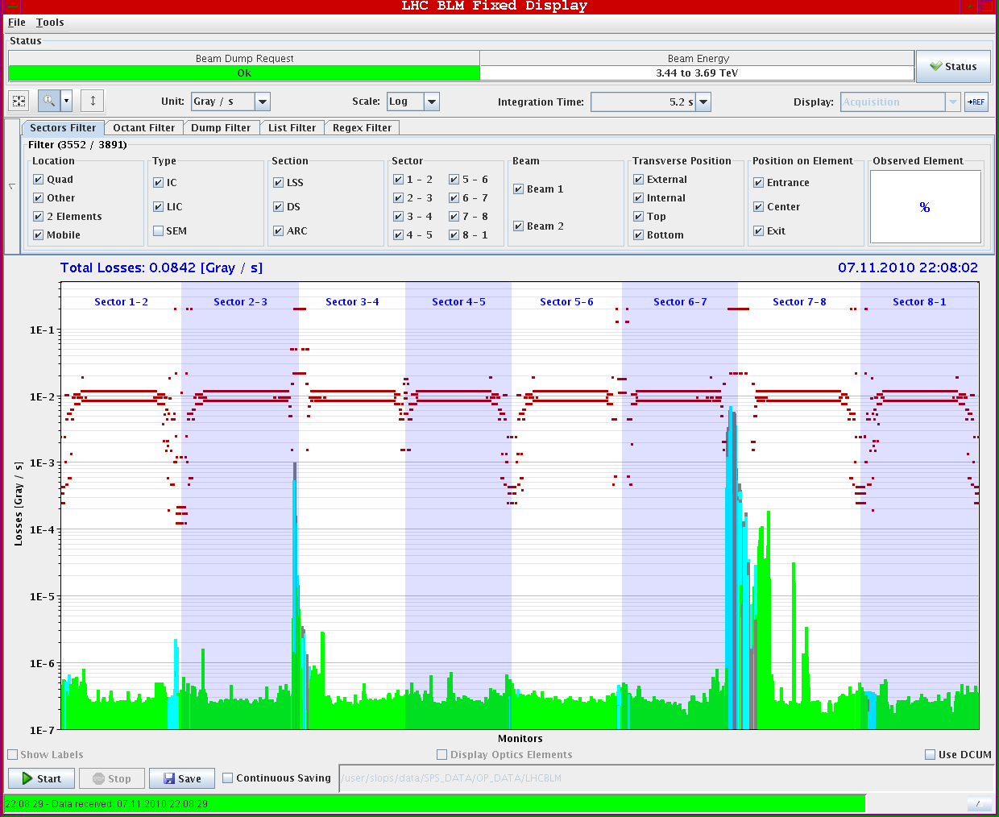 LHC BLM Fixed Display
File Tools
Status
Beam Dump Request Beam Energy
Ok 3.44 to 3.69 TeV
Status
Unit: Gray / s Scale: Log Integration Time: 5.2 s Display: Acquisition →REF
Sectors Filter Octant Filter Dump Filter List Filter Regex Filter
Filter (3552 / 3891)
Location Type Section Sector Beam Transverse Position Position on Element Observed Element
Quad IC LSS 1 - 2 5 - 6 Beam 1 External Entrance
Other LIC DS 2 - 3 6 - 7 Internal Center %
2 Elements SEM ARC 3 - 4 7 - 8 Beam 2 Top Exit
Mobile 4 - 5 8 - 1 Bottom
Total Losses: 0.0842 [Gray / s] 07.11.2010 22:08:02
Sector 1-2 Sector 2-3 Sector 3-4 Sector 4-5 Sector 5-6 Sector 6-7 Sector 7-8 Sector 8-1
1E-1
1E-2
1E-3
1E-4
1E-5
1E-6
1E-7
Losses [Gray / s]
Monitors
Show Labels Display Optics Elements Use DCUM
Start STOP Stop Save Continuous Saving /user/slops/data/SPS_DATA/OP_DATA/LHCBLM
22:08:29 - Data received: 07.11.2010 22:08:29